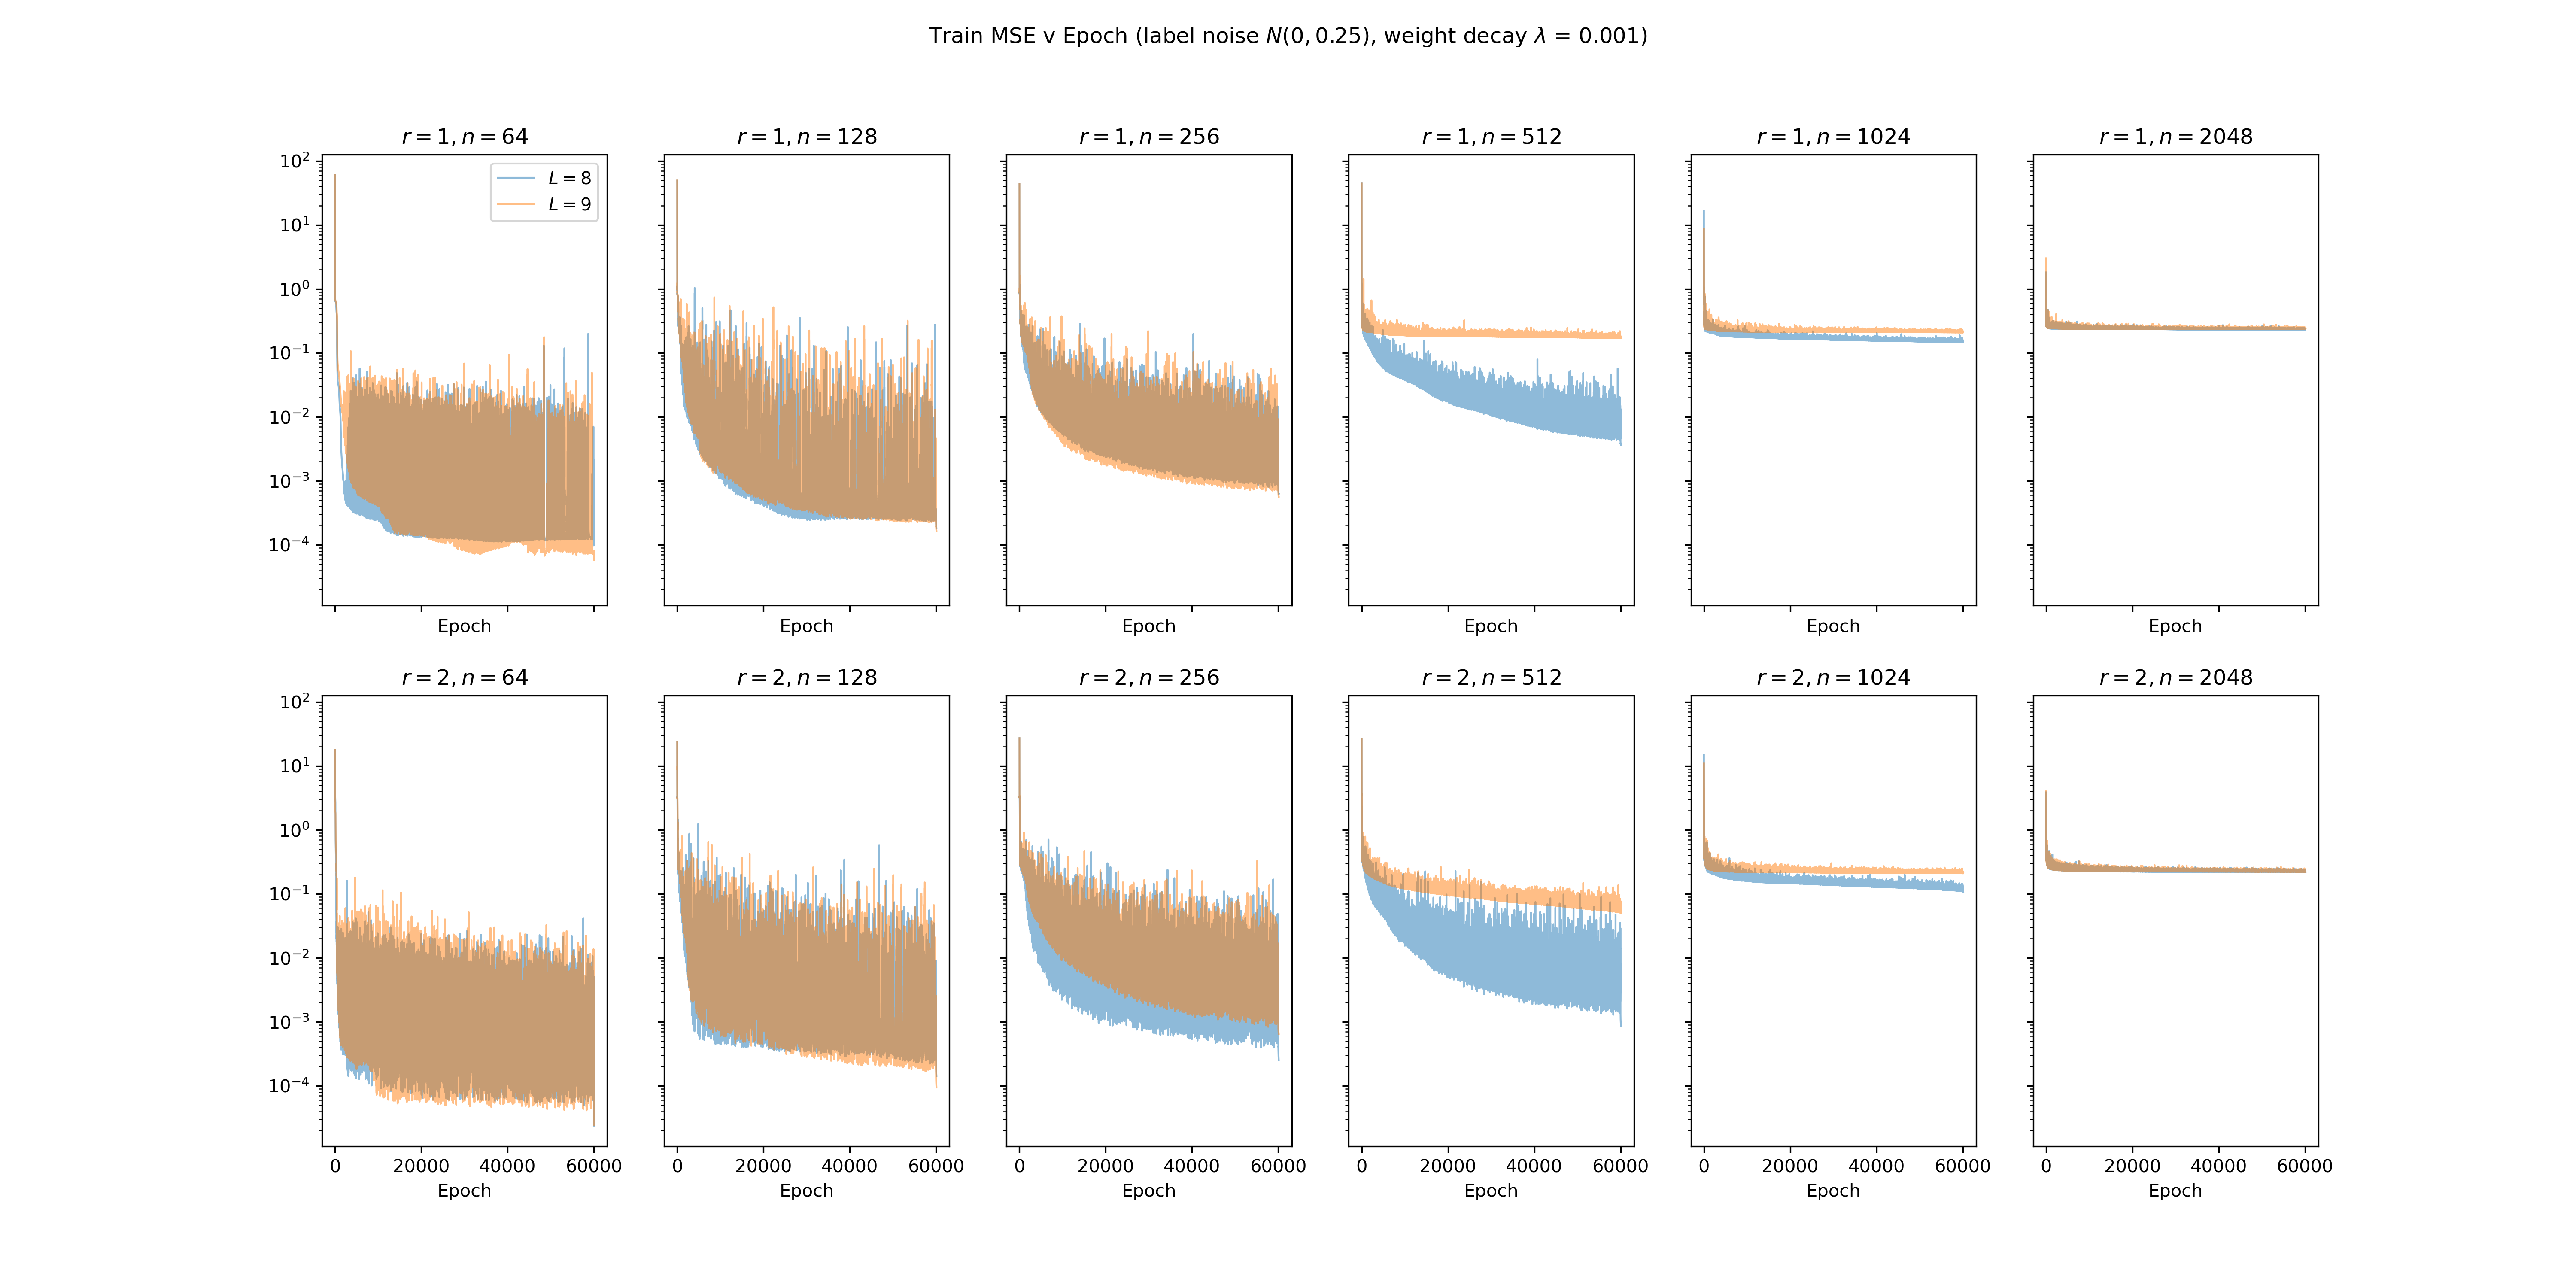 Train MSE v Epoch (label noise N(0, 0.25), weight decay λ = 0.001)
r = 1, n = 64
r = 1, n = 128
r = 1, n = 256
r = 1, n = 512
r = 1, n = 1024
r = 1, n = 2048
10²
10¹
10⁰
10⁻¹
10⁻²
10⁻³
10⁻⁴
L = 8
L = 9
Epoch
Epoch
Epoch
Epoch
Epoch
Epoch
r = 2, n = 64
r = 2, n = 128
r = 2, n = 256
r = 2, n = 512
r = 2, n = 1024
r = 2, n = 2048
10²
10¹
10⁰
10⁻¹
10⁻²
10⁻³
10⁻⁴
0 20000 40000 60000
0 20000 40000 60000
0 20000 40000 60000
0 20000 40000 60000
0 20000 40000 60000
0 20000 40000 60000
Epoch
Epoch
Epoch
Epoch
Epoch
Epoch